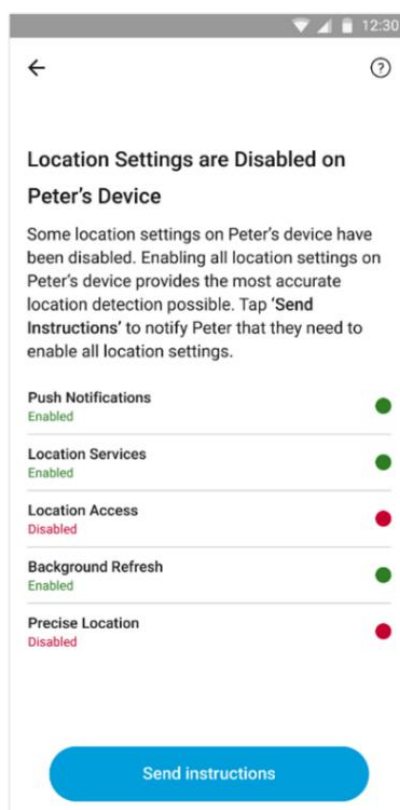 12:30
Location Settings are Disabled on
Peter’s Device
Some location settings on Peter’s device have
been disabled. Enabling all location settings on
Peter’s device provides the most accurate
location detection possible. Tap ‘Send
Instructions’ to notify Peter that they need to
enable all location settings.
Push Notifications
Enabled
Location Services
Enabled
Location Access
Disabled
Background Refresh
Enabled
Precise Location
Disabled
Send instructions